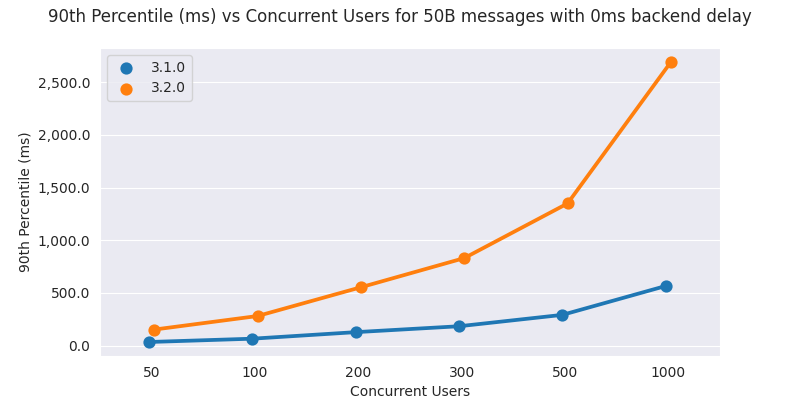 90th Percentile (ms) vs Concurrent Users for 50B messages with 0ms backend delay
3.1.0
3.2.0
2,500.0
2,000.0
1,500.0
1,000.0
500.0
0.0
90th Percentile (ms)
50 100 200 300 500 1000
Concurrent Users